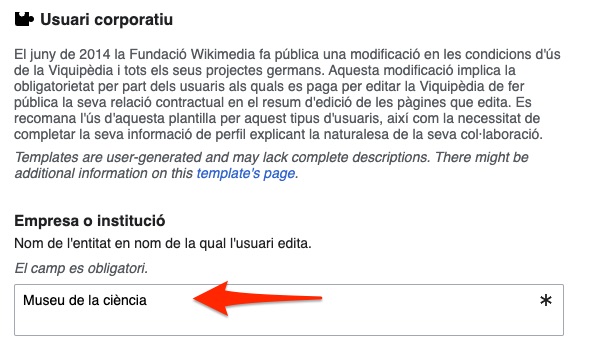 Usuari corporatiu
El juny de 2014 la Fundació Wikimedia fa pública una modificació en les condicions d'ús
de la Viquipèdia i tots els seus projectes germans. Aquesta modificació implica la
obligatorietat per part dels usuaris als quals es paga per editar la Viquipèdia de fer
pública la seva relació contractual en el resum d'edició de les pàgines que edita. Es
recomana l'ús d'aquesta plantilla per aquest tipus d'usuaris, així com la necessitat de
completar la seva informació de perfil explicant la naturalesa de la seva col·laboració.
Templates are user-generated and may lack complete descriptions. There might be
additional information on this template's page.
Empresa o institució
Nom de l'entitat en nom de la qual l'usuari edita.
El camp es obligatori.
Museu de la ciència *